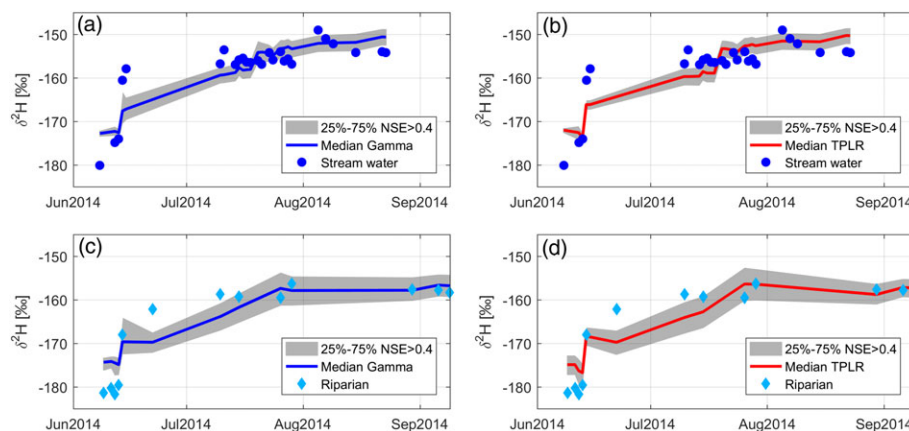 (a)
δ²H [‰]
-150
-160
-170
-180
25%-75% NSE>0.4
Median Gamma
Stream water
Jun2014 Jul2014 Aug2014 Sep2014
(b)
δ²H [‰]
-150
-160
-170
-180
25%-75% NSE>0.4
Median TPLR
Stream water
Jun2014 Jul2014 Aug2014 Sep2014
(c)
δ²H [‰]
-150
-160
-170
-180
25%-75% NSE>0.4
Median Gamma
Riparian
Jun2014 Jul2014 Aug2014 Sep2014
(d)
δ²H [‰]
-150
-160
-170
-180
25%-75% NSE>0.4
Median TPLR
Riparian
Jun2014 Jul2014 Aug2014 Sep2014